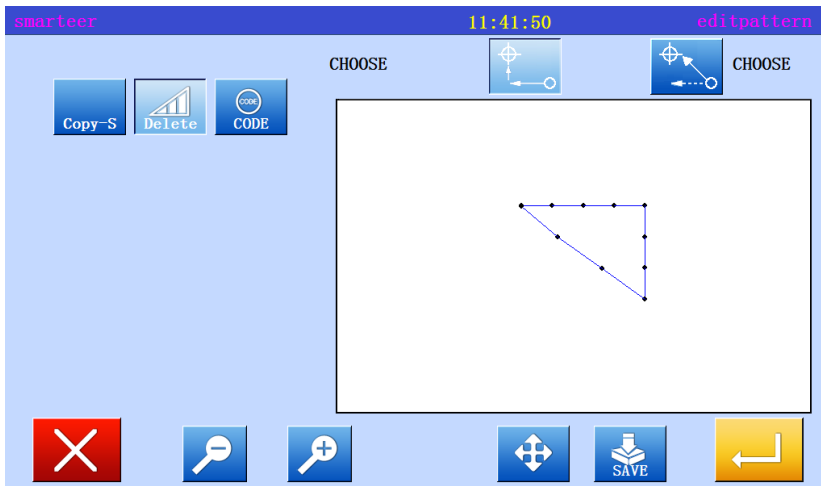 smarteer 11:41:50 editpattern
CHOOSE CHOOSE
Copy-S Delete CODE CODE
SAVE